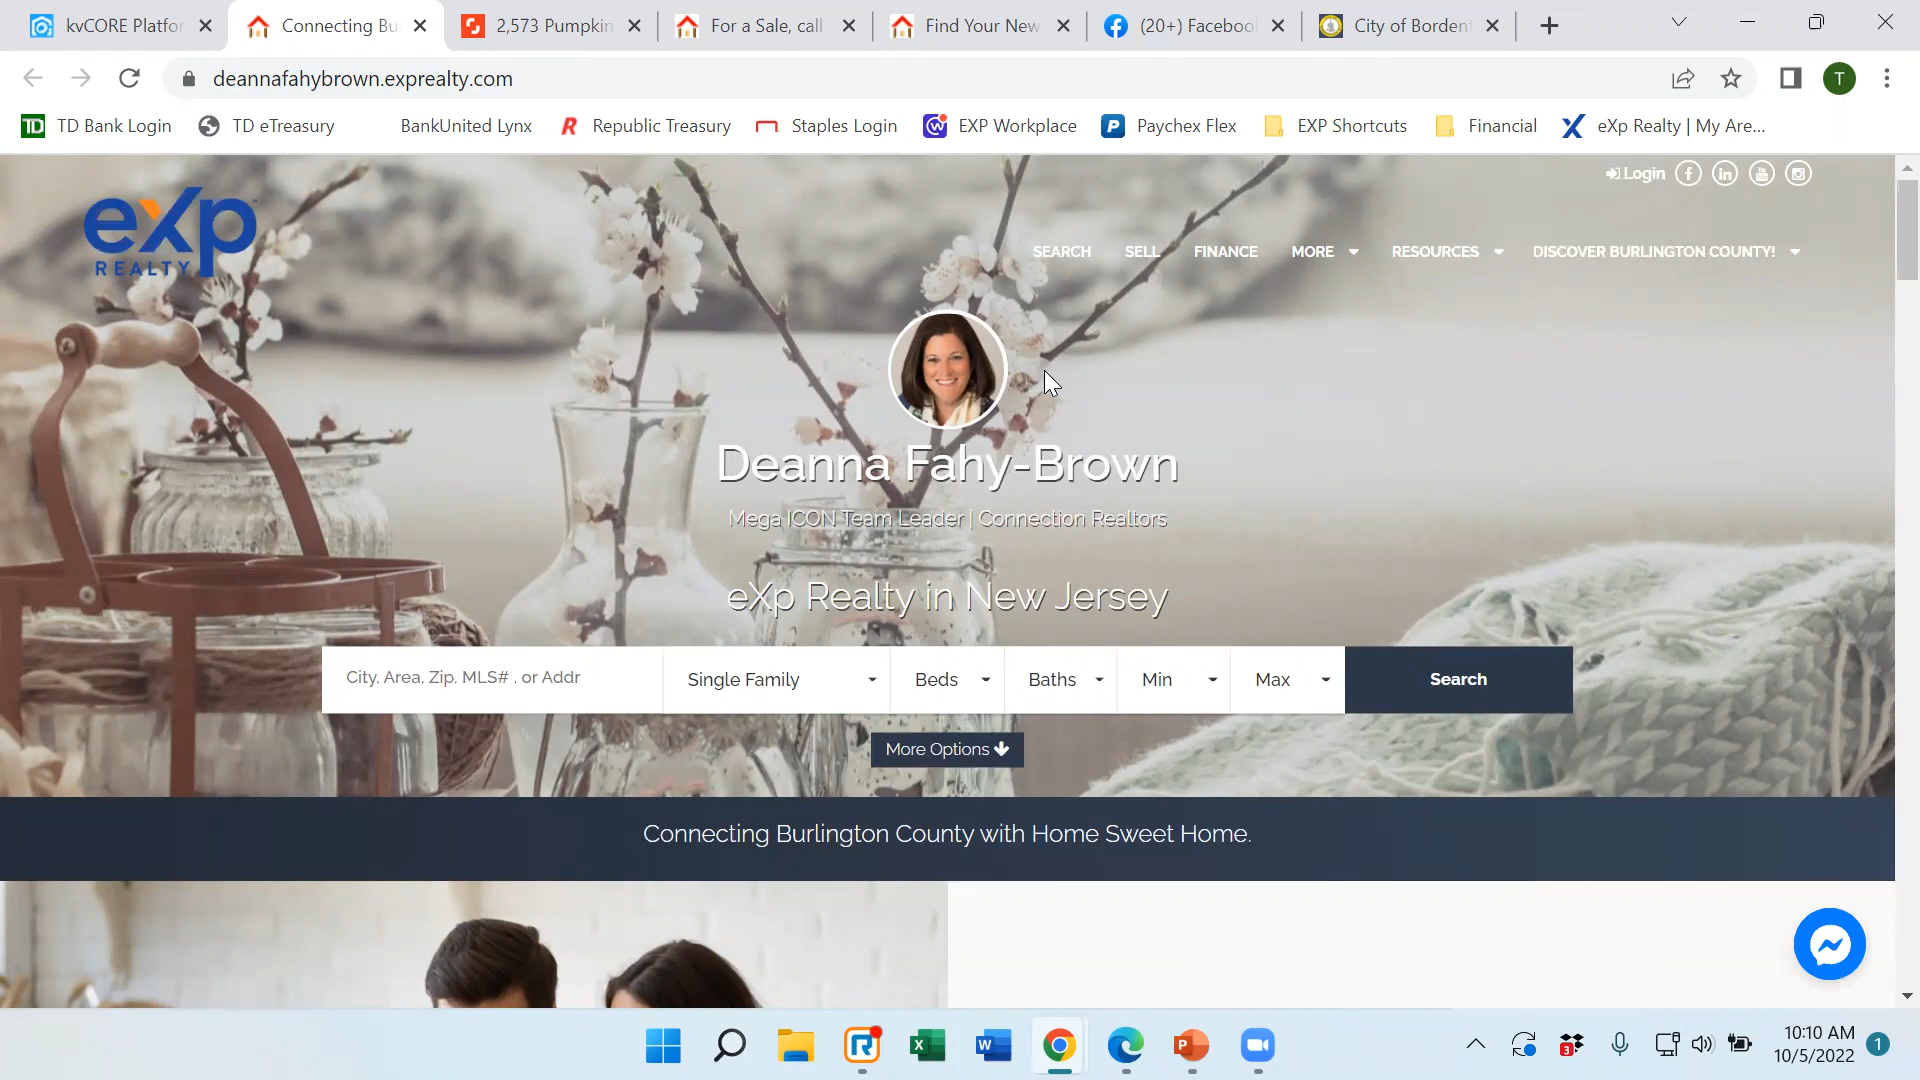 kvCORE Platfor
Connecting Bu
2,573 Pumpkin
For a Sale, call
Find Your New
(20+) Facebook
City of Bordent
deannafahybrown.exprealty.com
T
TD Bank Login
TD eTreasury
BankUnited Lynx
Republic Treasury
Staples Login
EXP Workplace
Paychex Flex
EXP Shortcuts
Financial
eXp Realty | My Are...
Login
eXp
REALTY
SEARCH
SELL
FINANCE
MORE
RESOURCES
DISCOVER BURLINGTON COUNTY!
Deanna Fahy-Brown
Mega ICON Team Leader | Connection Realtors
eXp Realty in New Jersey
City, Area, Zip, MLS# , or Addr
Single Family
Beds
Baths
Min
Max
Search
More Options
Connecting Burlington County with Home Sweet Home.
10:10 AM
10/5/2022
1
3